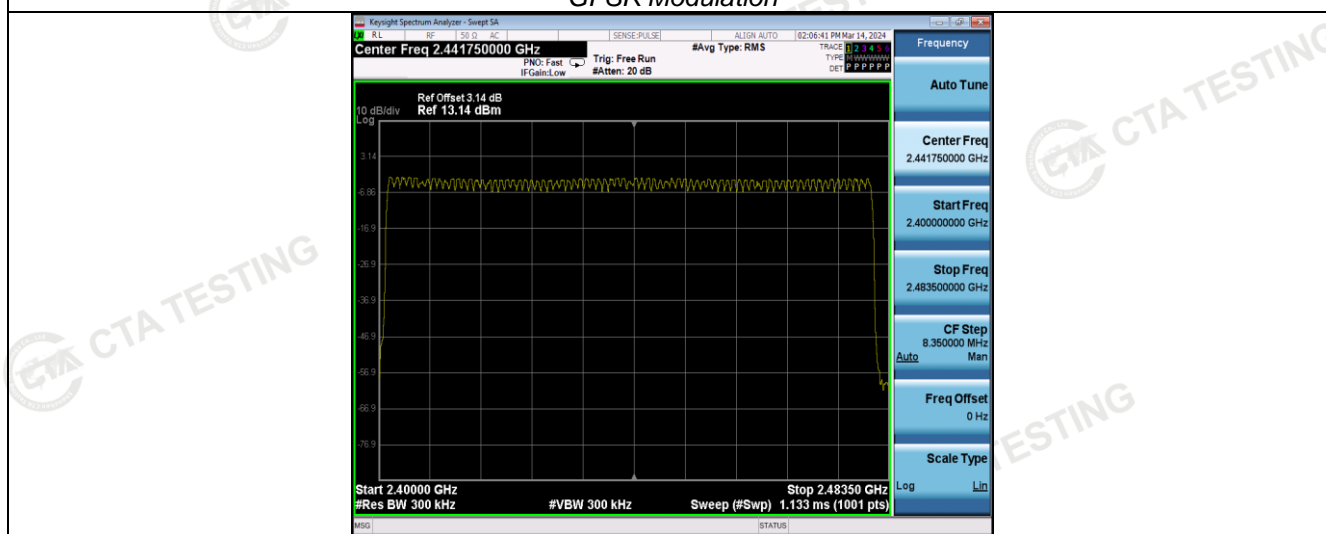 GFSK Modulation
Keysight Spectrum Analyzer - Swept SA
RL RF 50 Ω AC SENSE:PULSE ALIGN AUTO 02:06:41 PM Mar 14, 2024
Center Freq 2.441750000 GHz #Avg Type: RMS TRACE 1 2 3 4 5 6
PNO: Fast Trig: Free Run TYPE M WWWWW
IFGain:Low #Atten: 20 dB DET P P P P P P
Ref Offset 3.14 dB
10 dB/div Ref 13.14 dBm
Log
3.14
-6.86
-16.9
-26.9
-36.9
-46.9
-56.9
-66.9
-76.9
Start 2.40000 GHz Stop 2.48350 GHz
#Res BW 300 kHz #VBW 300 kHz Sweep (#Swp) 1.133 ms (1001 pts)
MSG STATUS
Frequency
Auto Tune
Center Freq
2.441750000 GHz
Start Freq
2.400000000 GHz
Stop Freq
2.483500000 GHz
CF Step
8.350000 MHz
Auto Man
Freq Offset
0 Hz
Scale Type
Log Lin
CTA TESTING
CTA TESTING
TESTING
TESTING